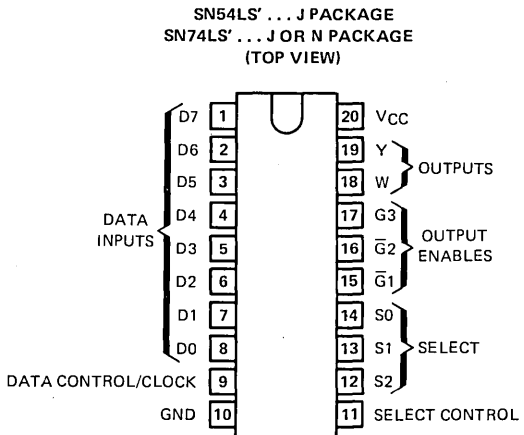 SN54LS' . . . J PACKAGE
SN74LS' . . . J OR N PACKAGE
(TOP VIEW)
D7 1 20 VCC
D6 2 19 Y
OUTPUTS
D5 3 18 W
D4 4 17 G3
DATA INPUTS
D3 5 16 G̅2
OUTPUT ENABLES
D2 6 15 G̅1
D1 7 14 S0
D0 8 13 S1
SELECT
DATA CONTROL/CLOCK 9 12 S2
GND 10 11 SELECT CONTROL